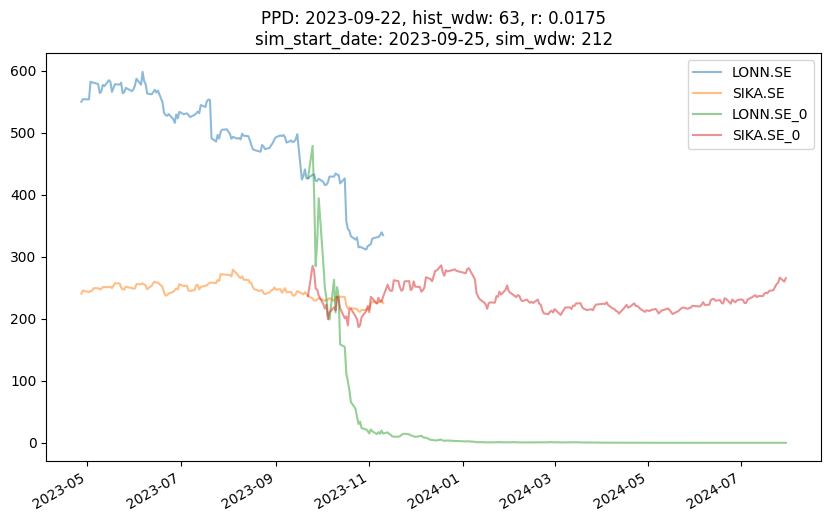 PPD: 2023-09-22, hist_wdw: 63, r: 0.0175
sim_start_date: 2023-09-25, sim_wdw: 212
LONN.SE
SIKA.SE
LONN.SE_0
SIKA.SE_0
600
500
400
300
200
100
0
2023-05
2023-07
2023-09
2023-11
2024-01
2024-03
2024-05
2024-07